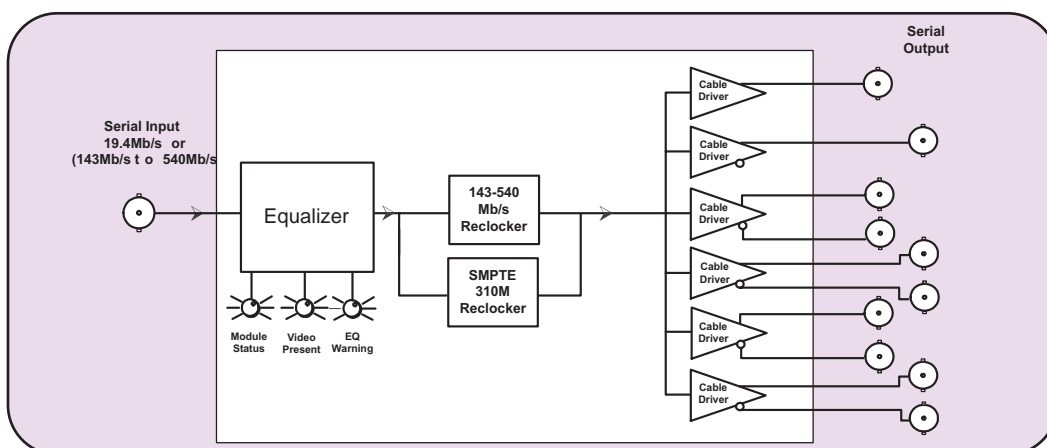 Serial
Output
Serial Input
19.4Mb/s or
(143Mb/s t o 540Mb/s
Equalizer
143-540
Mb/s
Reclocker
SMPTE
310M
Reclocker
Module
Status
Video
Present
EQ
Warning
Cable
Driver
Cable
Driver
Cable
Driver
Cable
Driver
Cable
Driver
Cable
Driver